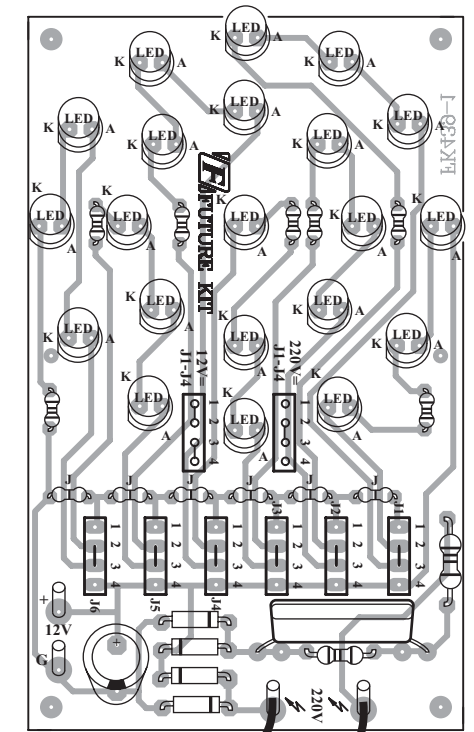 K LED A
K LED A
K LED A
K LED A
K LED A
K LED A
K LED A
K LED A
FK439-1
F
FUTURE KIT
K LED A
K LED A
K LED A
K LED A
K LED A
K LED A
K LED A
K LED A
K LED A
K LED A
12V=
J1-J4
1 2 3 4
220V=
J1-J4
1 2 3 4
K LED A
K LED A
K LED A
J J J J J J
1 2 3 4 J6
1 2 3 4 J5
1 2 3 4 J4
1 2 3 4 J3
1 2 3 4 J2
1 2 3 4 J1
+
12V
G
+
220V